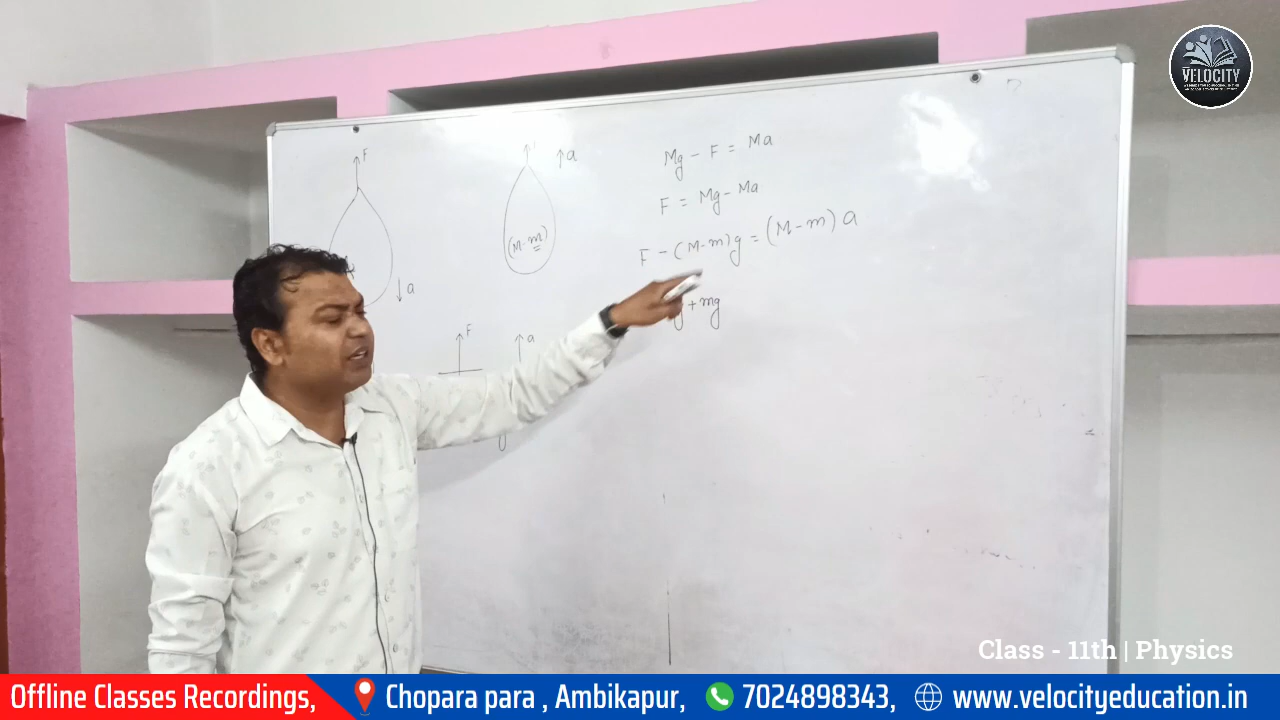 VELOCITY
F
a
(M-m)
a
F
a
Mg - F = Ma
F = Mg - Ma
F - (M-m)g = (M-m) a
+ mg
Class - 11th | Physics
Offline Classes Recordings, Chopara para , Ambikapur, 7024898343, www.velocityeducation.in